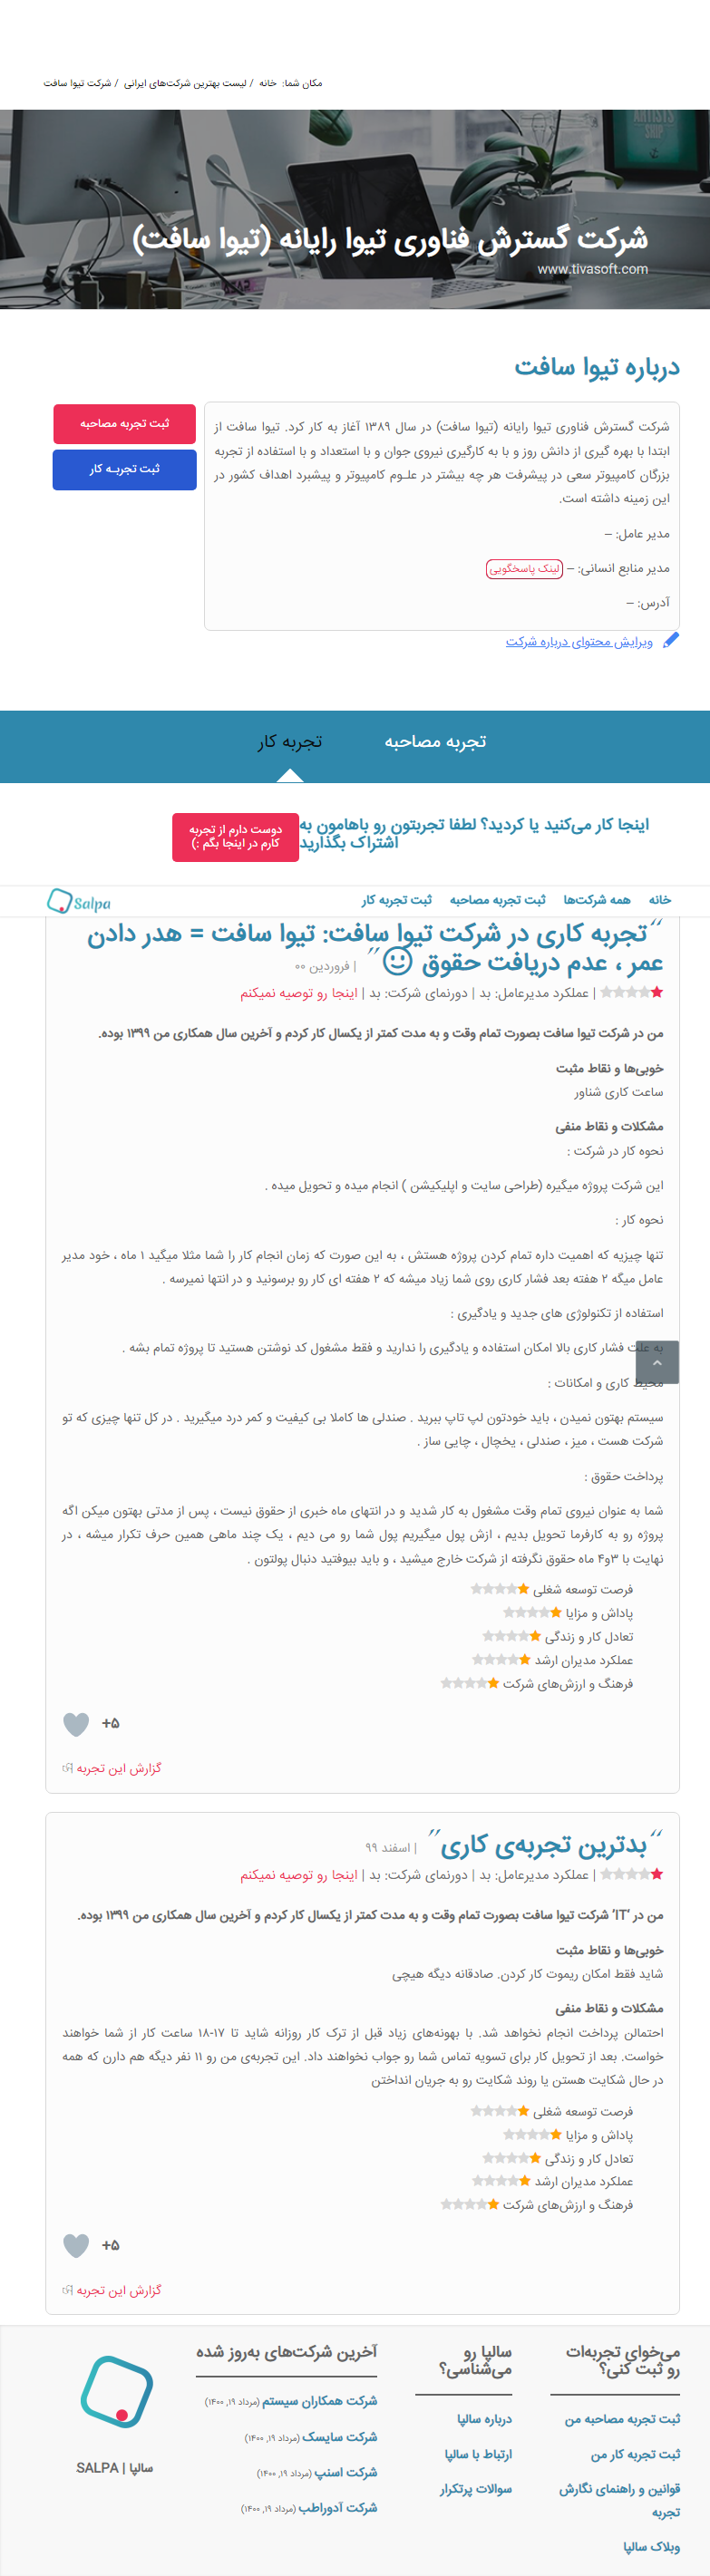 مکان شما: خانه / لیست بهترین شرکت‌های ایرانی / شرکت تیوا سافت
ARTISTS
SHIP
شرکت گسترش فناوری تیوا رایانه (تیوا سافت)
www.tivasoft.com
درباره تیوا سافت
شرکت گسترش فناوری تیوا رایانه (تیوا سافت) در سال ۱۳۸۹ آغاز به کار کرد. تیوا سافت از
ابتدا با بهره گیری از دانش روز و با به کارگیری نیروی جوان و با استعداد و با استفاده از تجربه
بزرگان کامپیوتر سعی در پیشرفت هر چه بیشتر در علـوم کامپیوتر و پیشبرد اهداف کشور در
این زمینه داشته است.
مدیر عامل: –
مدیر منابع انسانی: – لینک پاسخگویی
آدرس: –
ویرایش محتوای درباره شرکت
ثبت تجربه مصاحبه
ثبت تجربـه کار
تجربه مصاحبه
تجربه کار
اینجا کار می‌کنید یا کردید؟ لطفا تجربتون رو باهامون به
اشتراک بگذارید
دوست دارم از تجربه
کارم در اینجا بگم :)
خانه همه شرکت‌ها ثبت تجربه مصاحبه ثبت تجربه کار
Salpa
”تجربه کاری در شرکت تیوا سافت: تیوا سافت = هدر دادن
عمر ، عدم دریافت حقوق 🙂” | فروردین ۰۰
| عملکرد مدیرعامل: بد | دورنمای شرکت: بد | اینجا رو توصیه نمیکنم
من در شرکت تیوا سافت بصورت تمام وقت و به مدت کمتر از یکسال کار کردم و آخرین سال همکاری من ۱۳۹۹ بوده.
خوبی‌ها و نقاط مثبت
ساعت کاری شناور
مشکلات و نقاط منفی
نحوه کار در شرکت :
این شرکت پروژه میگیره (طراحی سایت و اپلیکیشن ) انجام میده و تحویل میده .
نحوه کار :
تنها چیزیه که اهمیت داره تمام کردن پروژه هستش ، به این صورت که زمان انجام کار را شما مثلا میگید ۱ ماه ، خود مدیر
عامل میگه ۲ هفته بعد فشار کاری روی شما زیاد میشه که ۲ هفته ای کار رو برسونید و در انتها نمیرسه .
استفاده از تکنولوژی های جدید و یادگیری :
به علت فشار کاری بالا امکان استفاده و یادگیری را ندارید و فقط مشغول کد نوشتن هستید تا پروژه تمام بشه .
محیط کاری و امکانات :
سیستم بهتون نمیدن ، باید خودتون لپ تاپ ببرید . صندلی ها کاملا بی کیفیت و کمر درد میگیرید . در کل تنها چیزی که تو
شرکت هست ، میز ، صندلی ، یخچال ، چایی ساز .
پرداخت حقوق :
شما به عنوان نیروی تمام وقت مشغول به کار شدید و در انتهای ماه خبری از حقوق نیست ، پس از مدتی بهتون میکن اگه
پروژه رو به کارفرما تحویل بدیم ، ازش پول میگیریم پول شما رو می دیم ، یک چند ماهی همین حرف تکرار میشه ، در
نهایت با ۳و۴ ماه حقوق نگرفته از شرکت خارج میشید ، و باید بیوفتید دنبال پولتون .
فرصت توسعه شغلی
پاداش و مزایا
تعادل کار و زندگی
عملکرد مدیران ارشد
فرهنگ و ارزش‌های شرکت
+۵
گزارش این تجربه
”بدترین تجربه‌ی کاری” | اسفند ۹۹
| عملکرد مدیرعامل: بد | دورنمای شرکت: بد | اینجا رو توصیه نمیکنم
من در ‘IT’ شرکت تیوا سافت بصورت تمام وقت و به مدت کمتر از یکسال کار کردم و آخرین سال همکاری من ۱۳۹۹ بوده.
خوبی‌ها و نقاط مثبت
شاید فقط امکان ریموت کار کردن. صادقانه دیگه هیچی
مشکلات و نقاط منفی
احتمالن پرداخت انجام نخواهد شد. با بهونه‌های زیاد قبل از ترک کار روزانه شاید تا ۱۷-۱۸ ساعت کار از شما خواهند
خواست. بعد از تحویل کار برای تسویه تماس شما رو جواب نخواهند داد. این تجربه‌ی من رو ۱۱ نفر دیگه هم دارن که همه
در حال شکایت هستن یا روند شکایت رو به جریان انداختن
فرصت توسعه شغلی
پاداش و مزایا
تعادل کار و زندگی
عملکرد مدیران ارشد
فرهنگ و ارزش‌های شرکت
+۵
گزارش این تجربه
می‌خوای تجربه‌ات
رو ثبت کنی؟
ثبت تجربه مصاحبه من
ثبت تجربه کار من
قوانین و راهنمای نگارش
تجربه
وبلاگ سالپا
سالپا رو
می‌شناسی؟
درباره سالپا
ارتباط با سالپا
سوالات پرتکرار
آخرین شرکت‌های به‌روز شده
شرکت همکاران سیستم (مرداد ۱۹, ۱۴۰۰)
شرکت سایسک (مرداد ۱۹, ۱۴۰۰)
شرکت اسنپ (مرداد ۱۹, ۱۴۰۰)
شرکت آدوراطب (مرداد ۱۹, ۱۴۰۰)
سالپا | SALPA